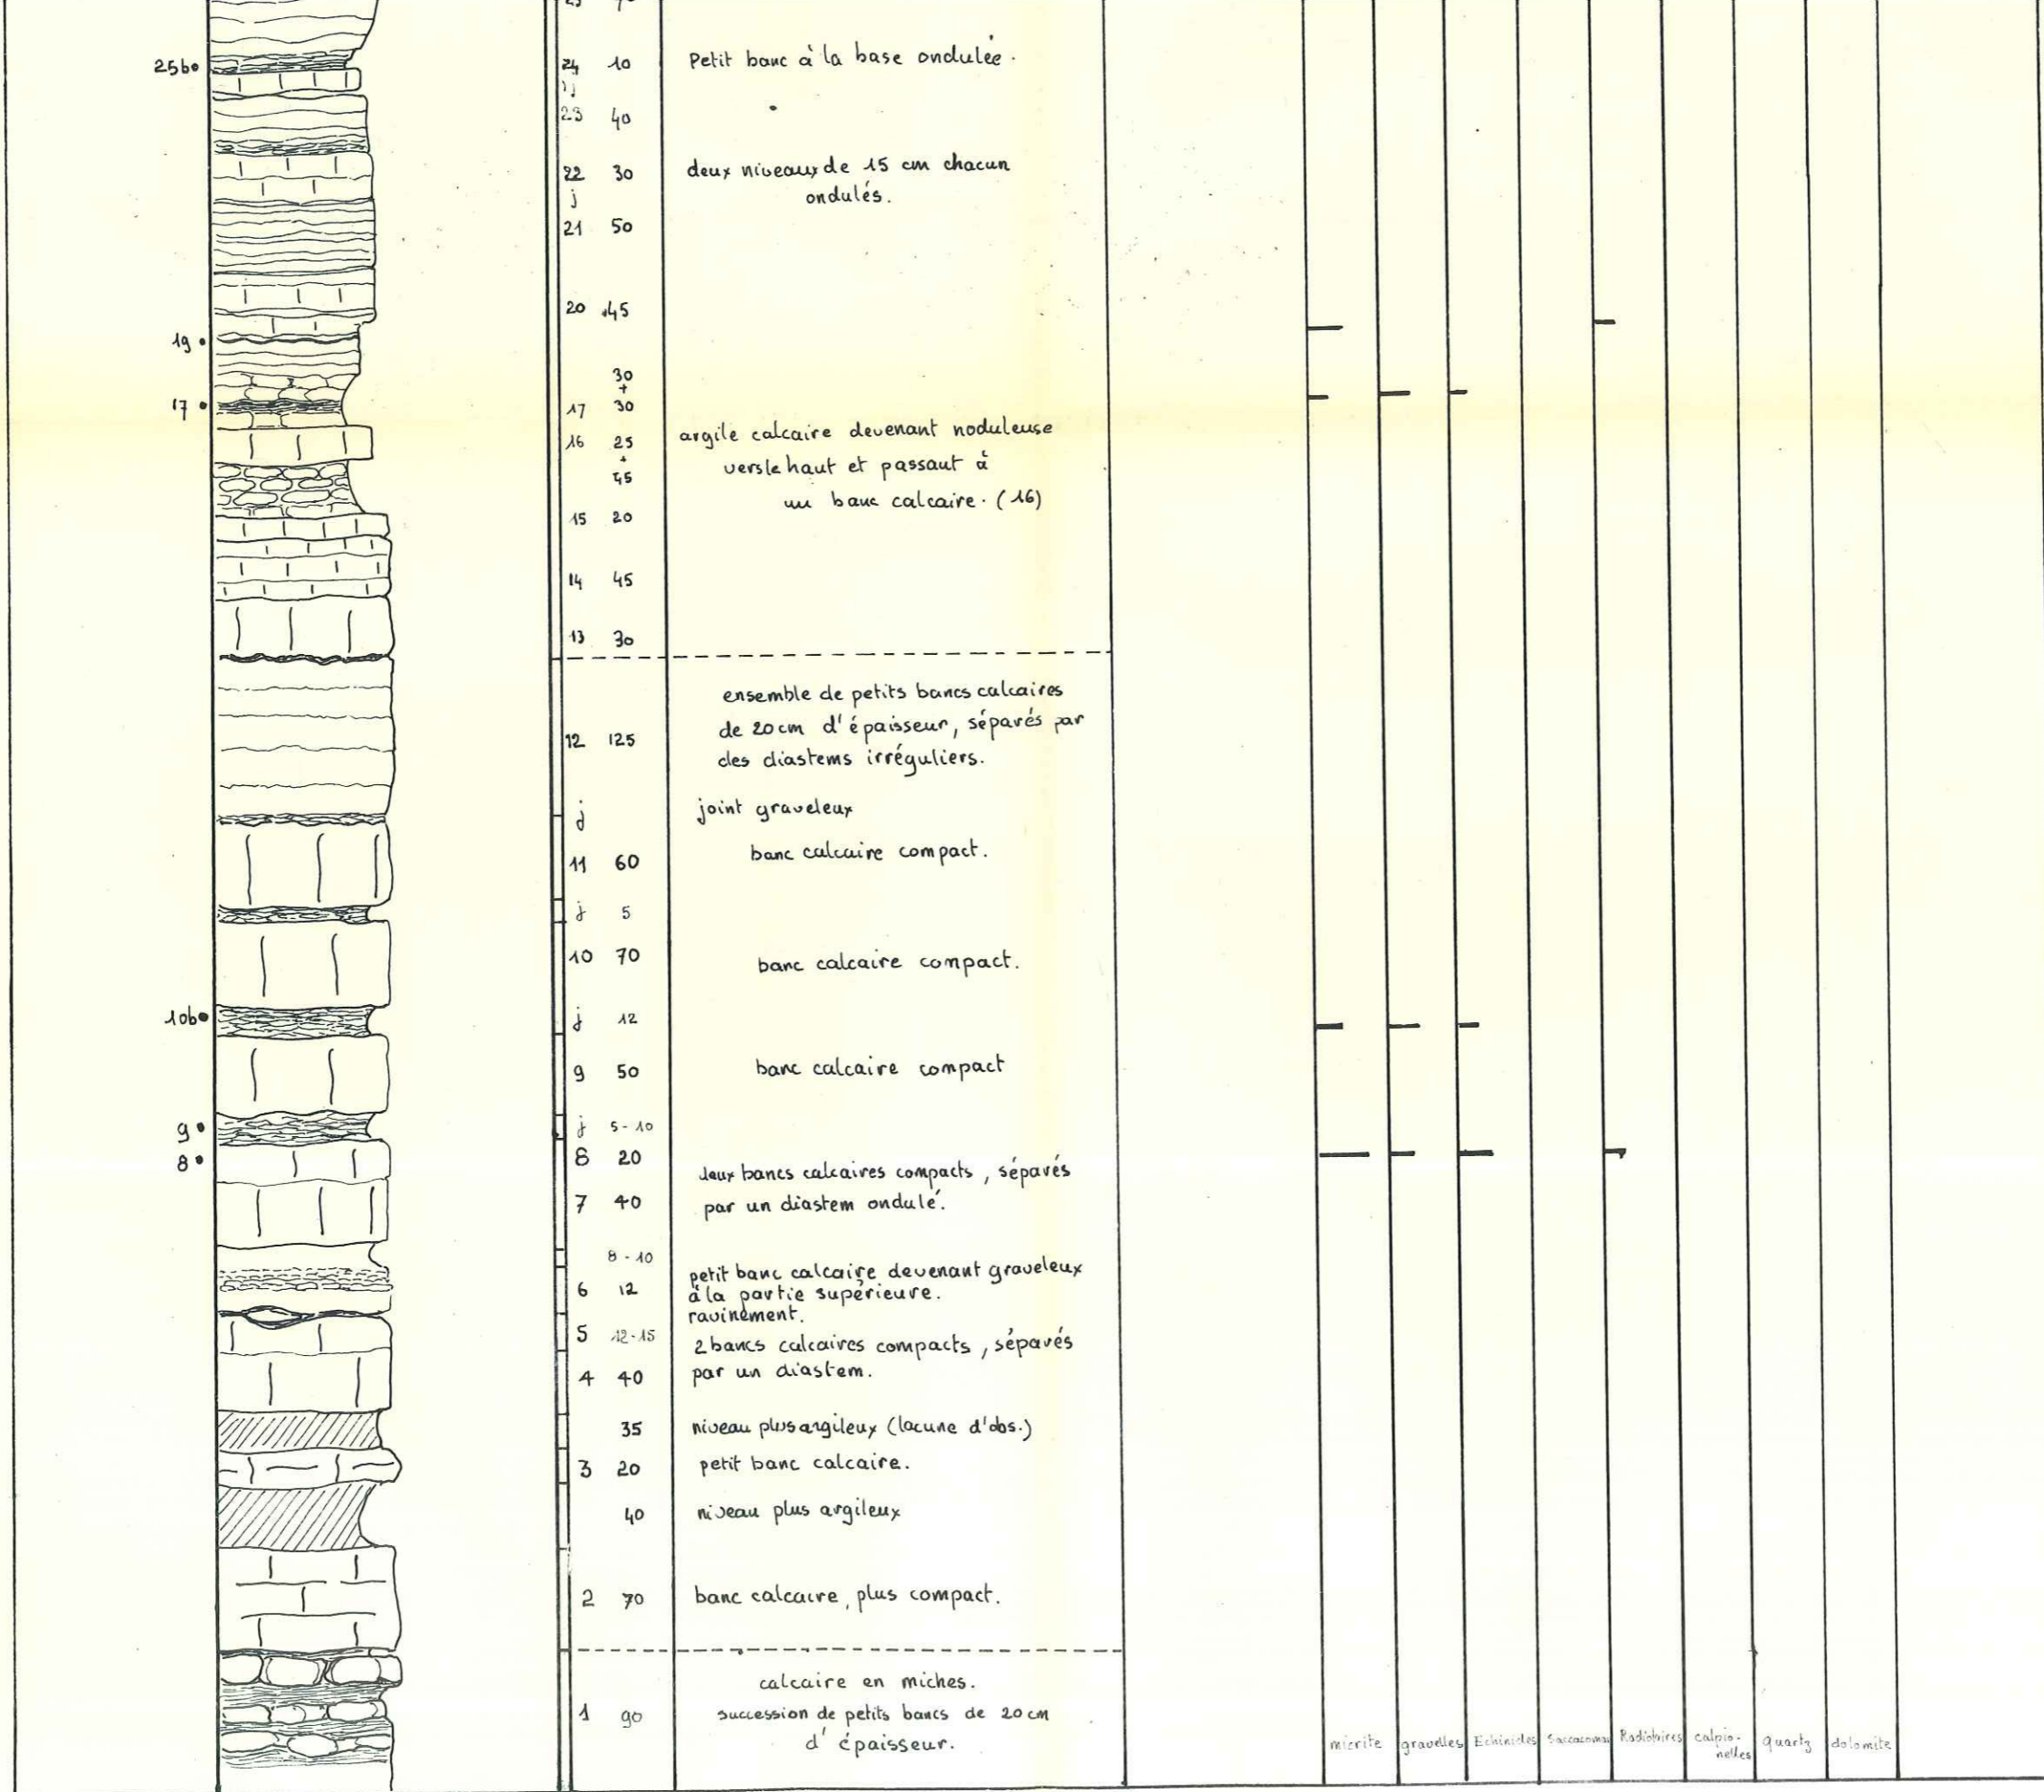 25b
24 10 Petit banc à la base ondulée.
j
23 40
22 30 deux niveaux de 15 cm chacun
j ondulés.
21 50
20 45
19
30
+
17
17 30
16 25 argile calcaire devenant noduleuse
+
45 vers le haut et passant à
un banc calcaire. (16)
15 20
14 45
13 30
ensemble de petits bancs calcaires
de 20cm d'épaisseur, séparés par
12 125
des diastems irréguliers.
j joint graveleux
11 60 banc calcaire compact.
j 5
10 70 banc calcaire compact.
10b
j 12
9 50 banc calcaire compact
9
j 5-10
8
8 20
deux bancs calcaires compacts, séparés
7 40 par un diastem ondulé.
8-10
petit banc calcaire devenant graveleux
6 12 à la partie supérieure.
ravinement.
5 12-15 2 bancs calcaires compacts, séparés
4 40 par un diastem.
35 niveau plus argileux (lacune d'obs.)
3 20 petit banc calcaire.
40 niveau plus argileux
2 70 banc calcaire, plus compact.
calcaire en miches.
1 90 succession de petits bancs de 20 cm
d'épaisseur.
micrite gravelles Echinides Saccacoma Radiolaires calpio-nelles quartz dolomite